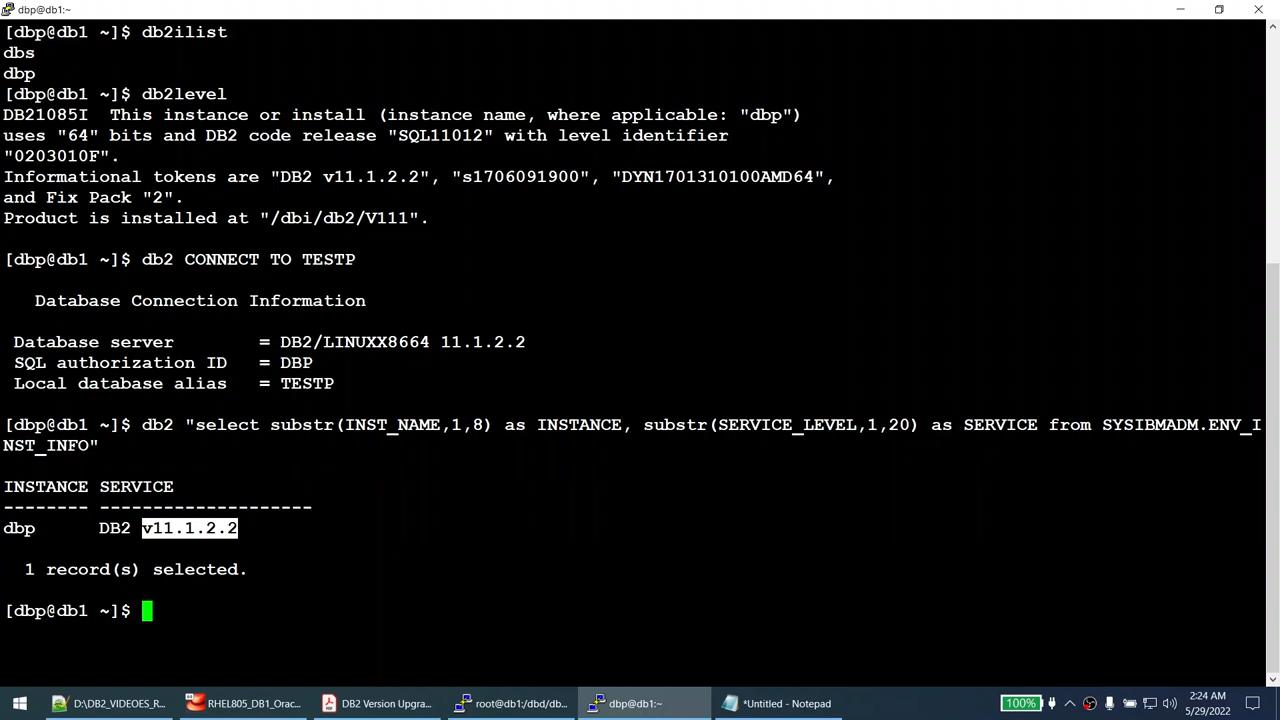 dbp@db1:~
[dbp@db1 ~]$ db2ilist
dbs
dbp
[dbp@db1 ~]$ db2level
DB21085I  This instance or install (instance name, where applicable: "dbp")
uses "64" bits and DB2 code release "SQL11012" with level identifier
"0203010F".
Informational tokens are "DB2 v11.1.2.2", "s1706091900", "DYN1701310100AMD64",
and Fix Pack "2".
Product is installed at "/dbi/db2/V111".
[dbp@db1 ~]$ db2 CONNECT TO TESTP
Database Connection Information
Database server        = DB2/LINUXX8664 11.1.2.2
SQL authorization ID   = DBP
Local database alias   = TESTP
[dbp@db1 ~]$ db2 "select substr(INST_NAME,1,8) as INSTANCE, substr(SERVICE_LEVEL,1,20) as SERVICE from SYSIBMADM.ENV_I
NST_INFO"
INSTANCE SERVICE
-------- --------------------
dbp      DB2 v11.1.2.2
1 record(s) selected.
[dbp@db1 ~]$
D:\DB2_VIDEOES_R... RHEL805_DB1_Orac... DB2 Version Upgra... root@db1:/dbd/db... dbp@db1:~ *Untitled - Notepad 100% 2:24 AM
5/29/2022